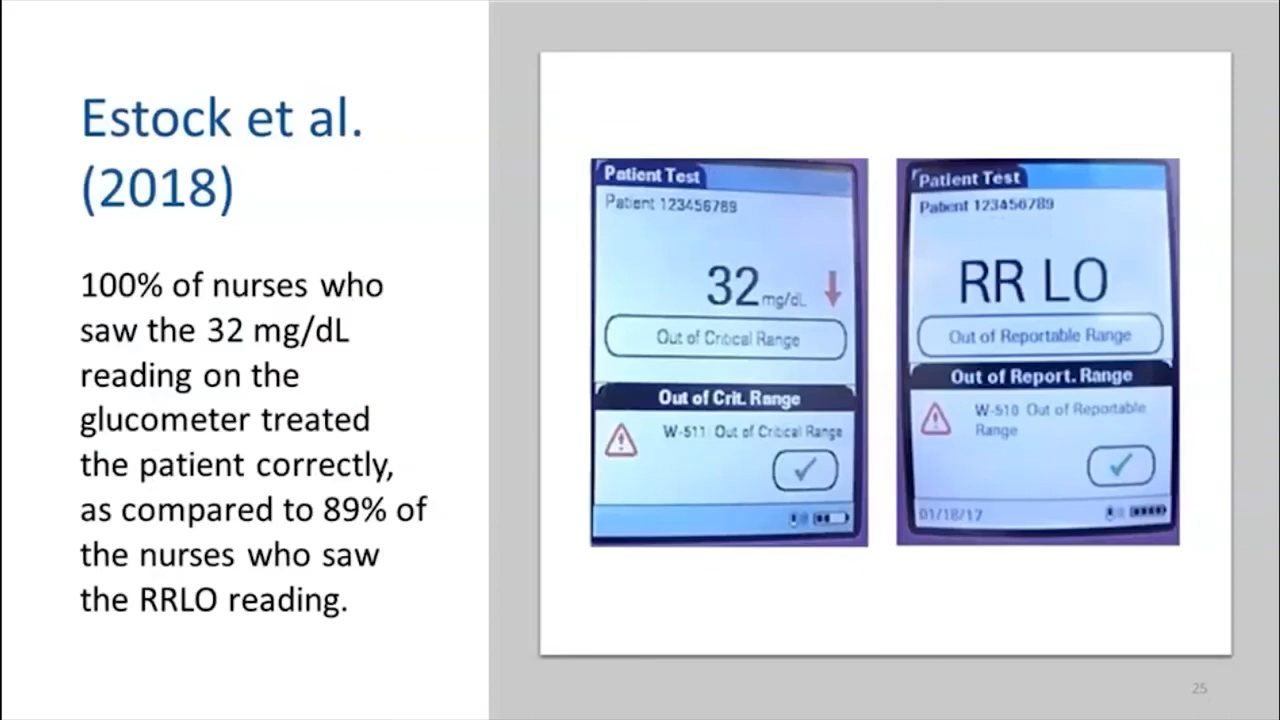 Estock et al.
(2018)
100% of nurses who
saw the 32 mg/dL
reading on the
glucometer treated
the patient correctly,
as compared to 89% of
the nurses who saw
the RRLO reading.
Patient Test
Patient 123456789
32 mg/dL
Out of Critical Range
Out of Crit. Range
W-511 Out of Critical Range
Patient Test
Patient 123456789
RR LO
Out of Reportable Range
Out of Report. Range
W-510 Out of Reportable
Range
01/18/17
25